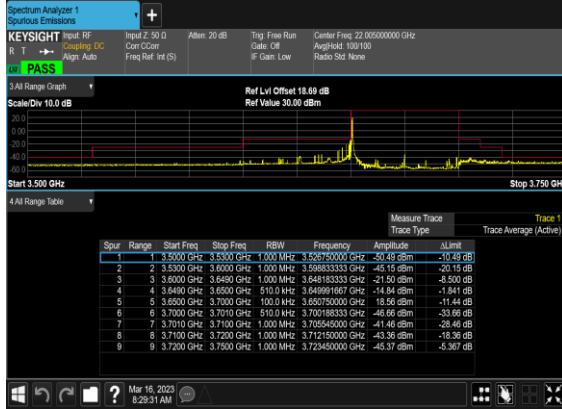 Spectrum Analyzer 1
Spurious Emissions
+
KEYSIGHT Input: RF Input Z: 50 Ω Atten: 20 dB Trig: Free Run Center Freq: 22.005000000 GHz
R T Coupling: DC Corr CCorr Gate: Off Avg|Hold: 100/100
Align: Auto Freq Ref: Int (S) IF Gain: Low Radio Std: None
PASS
3 All Range Graph Ref Lvl Offset 18.69 dB
Scale/Div 10.0 dB Ref Value 30.00 dBm
20.0
0.00
-20.0
-40.0
-60.0
Start 3.500 GHz Stop 3.750 GH
4 All Range Table
Measure Trace Trace 1
Trace Type Trace Average (Active)
Spur Range Start Freq Stop Freq RBW Frequency Amplitude ΔLimit
1 1 3.5000 GHz 3.5300 GHz 1.000 MHz 3.526750000 GHz -50.49 dBm -10.49 dB
2 2 3.5300 GHz 3.6000 GHz 1.000 MHz 3.598833333 GHz -45.15 dBm -20.15 dB
3 3 3.6000 GHz 3.6490 GHz 1.000 MHz 3.648183333 GHz -21.50 dBm -8.500 dB
4 4 3.6490 GHz 3.6500 GHz 510.0 kHz 3.649991667 GHz -14.84 dBm -1.841 dB
5 5 3.6500 GHz 3.7000 GHz 100.0 kHz 3.650750000 GHz 18.56 dBm -11.44 dB
6 6 3.7000 GHz 3.7010 GHz 510.0 kHz 3.700188333 GHz -46.66 dBm -33.66 dB
7 7 3.7010 GHz 3.7100 GHz 1.000 MHz 3.705545000 GHz -41.46 dBm -28.46 dB
8 8 3.7100 GHz 3.7200 GHz 1.000 MHz 3.712150000 GHz -43.36 dBm -18.36 dB
9 9 3.7200 GHz 3.7500 GHz 1.000 MHz 3.723450000 GHz -45.37 dBm -5.367 dB
?
Mar 16, 2023
8:29:31 AM